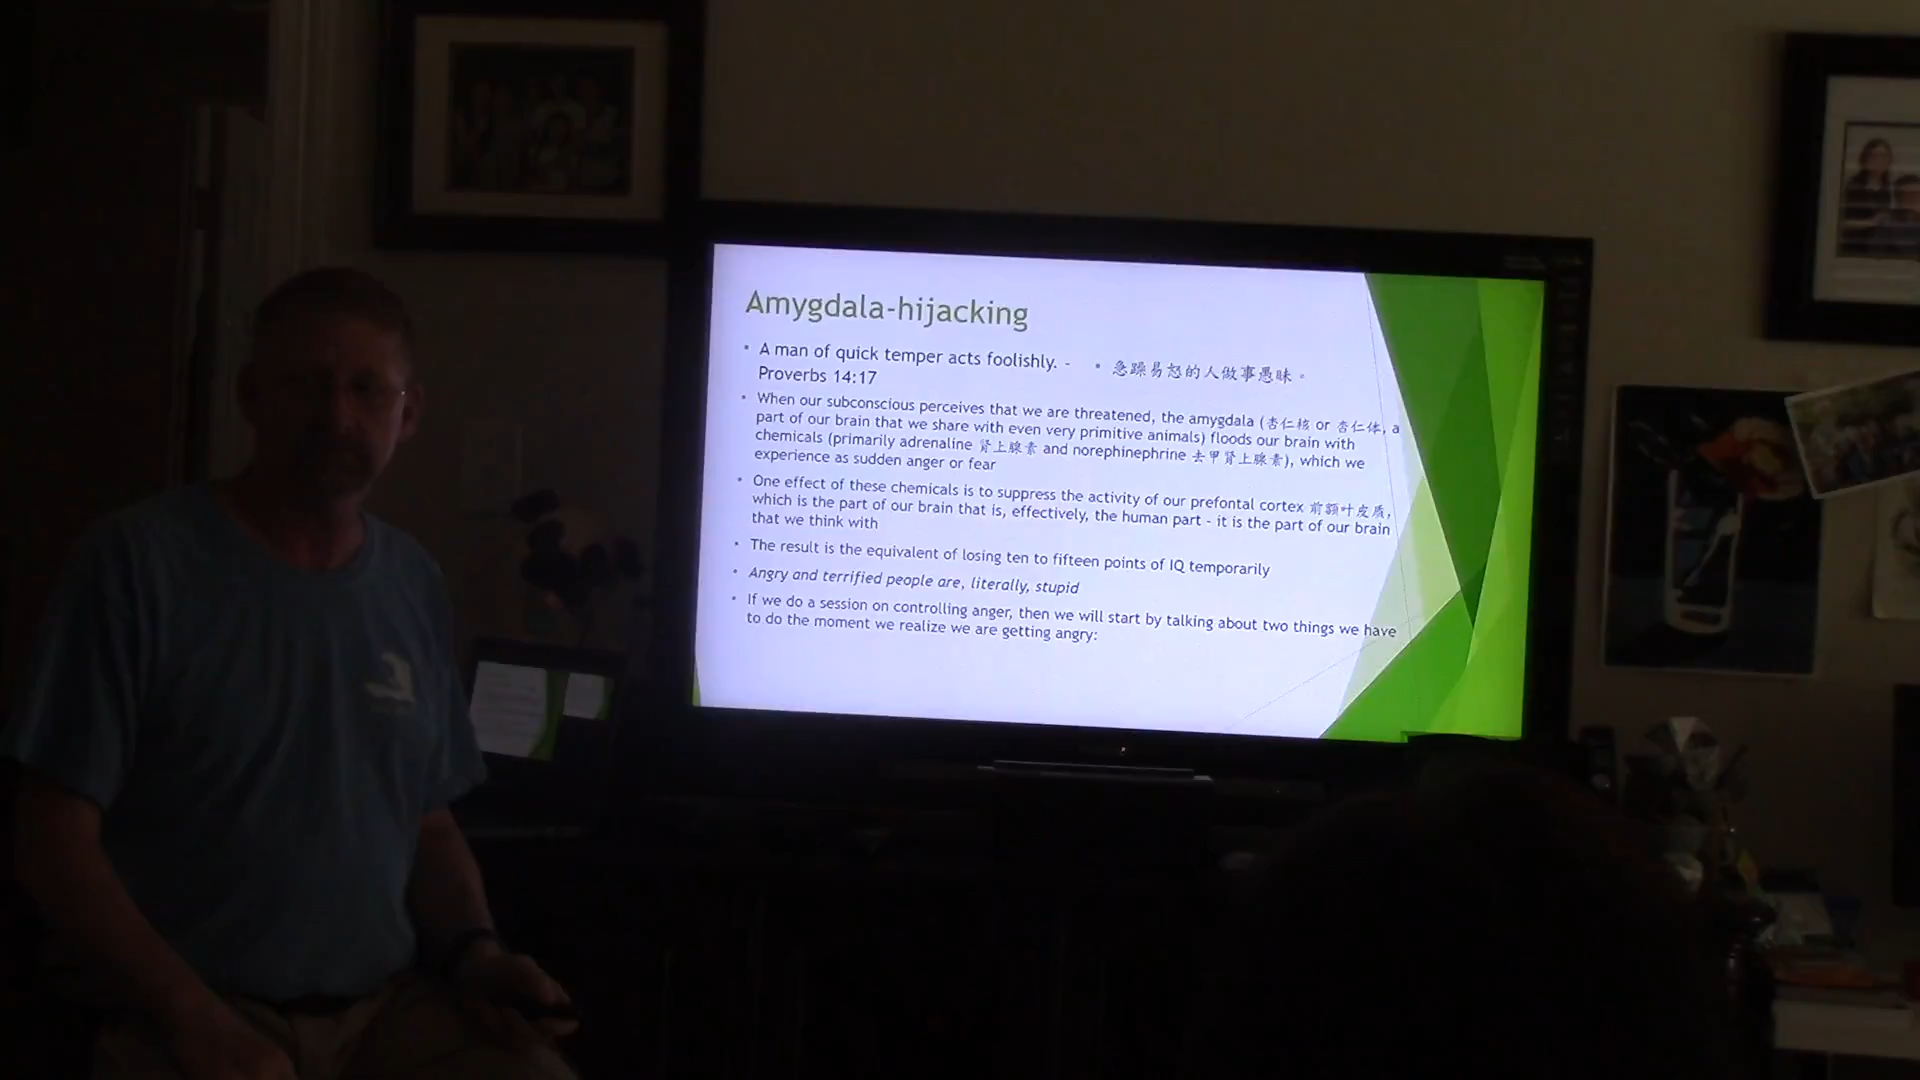 Amygdala-hijacking
• A man of quick temper acts foolishly. -
Proverbs 14:17
• 急躁易怒的人做事愚昧。
• When our subconscious perceives that we are threatened, the amygdala (杏仁核 or 杏仁体, a
part of our brain that we share with even very primitive animals) floods our brain with
chemicals (primarily adrenaline 肾上腺素 and norephinephrine 去甲肾上腺素), which we
experience as sudden anger or fear
• One effect of these chemicals is to suppress the activity of our prefontal cortex 前额叶皮质,
which is the part of our brain that is, effectively, the human part - it is the part of our brain
that we think with
• The result is the equivalent of losing ten to fifteen points of IQ temporarily
• Angry and terrified people are, literally, stupid
• If we do a session on controlling anger, then we will start by talking about two things we have
to do the moment we realize we are getting angry: